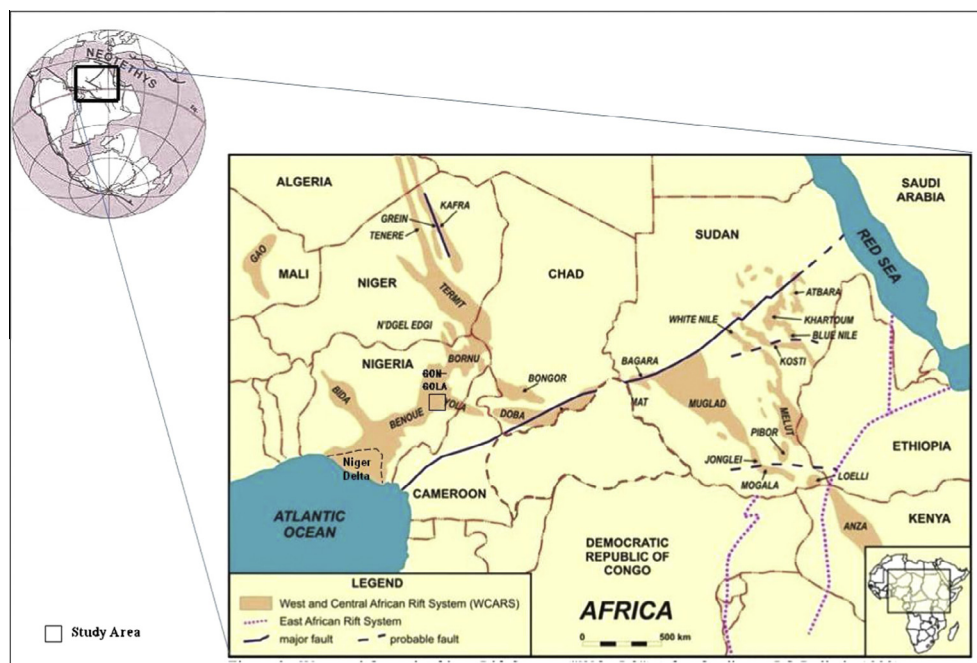 NEOTETHYS
ALGERIA
KAFRA
GREIN
TENERE
SAUDI
ARABIA
SUDAN
RED SEA
GAO
MALI
NIGER
CHAD
TERMIT
ATBARA
N'DGEL EDGI
WHITE NILE
KHARTOUM
BLUE NILE
NIGERIA
BORNU
KOSTI
GON-
GOLA
BAGARA
BONGOR
BIDA
BENOUE
YOLA
DOBA
MAT
MUGLAD
MELUT
PIBOR
ETHIOPIA
Niger
Delta
JONGLEI
LOELLI
CAMEROON
MOGALA
ATLANTIC
OCEAN
ANZA
KENYA
DEMOCRATIC
REPUBLIC OF
CONGO
LEGEND
West and Central African Rift System (WCARS)
East African Rift System
major fault
probable fault
AFRICA
0 500 km
Study Area